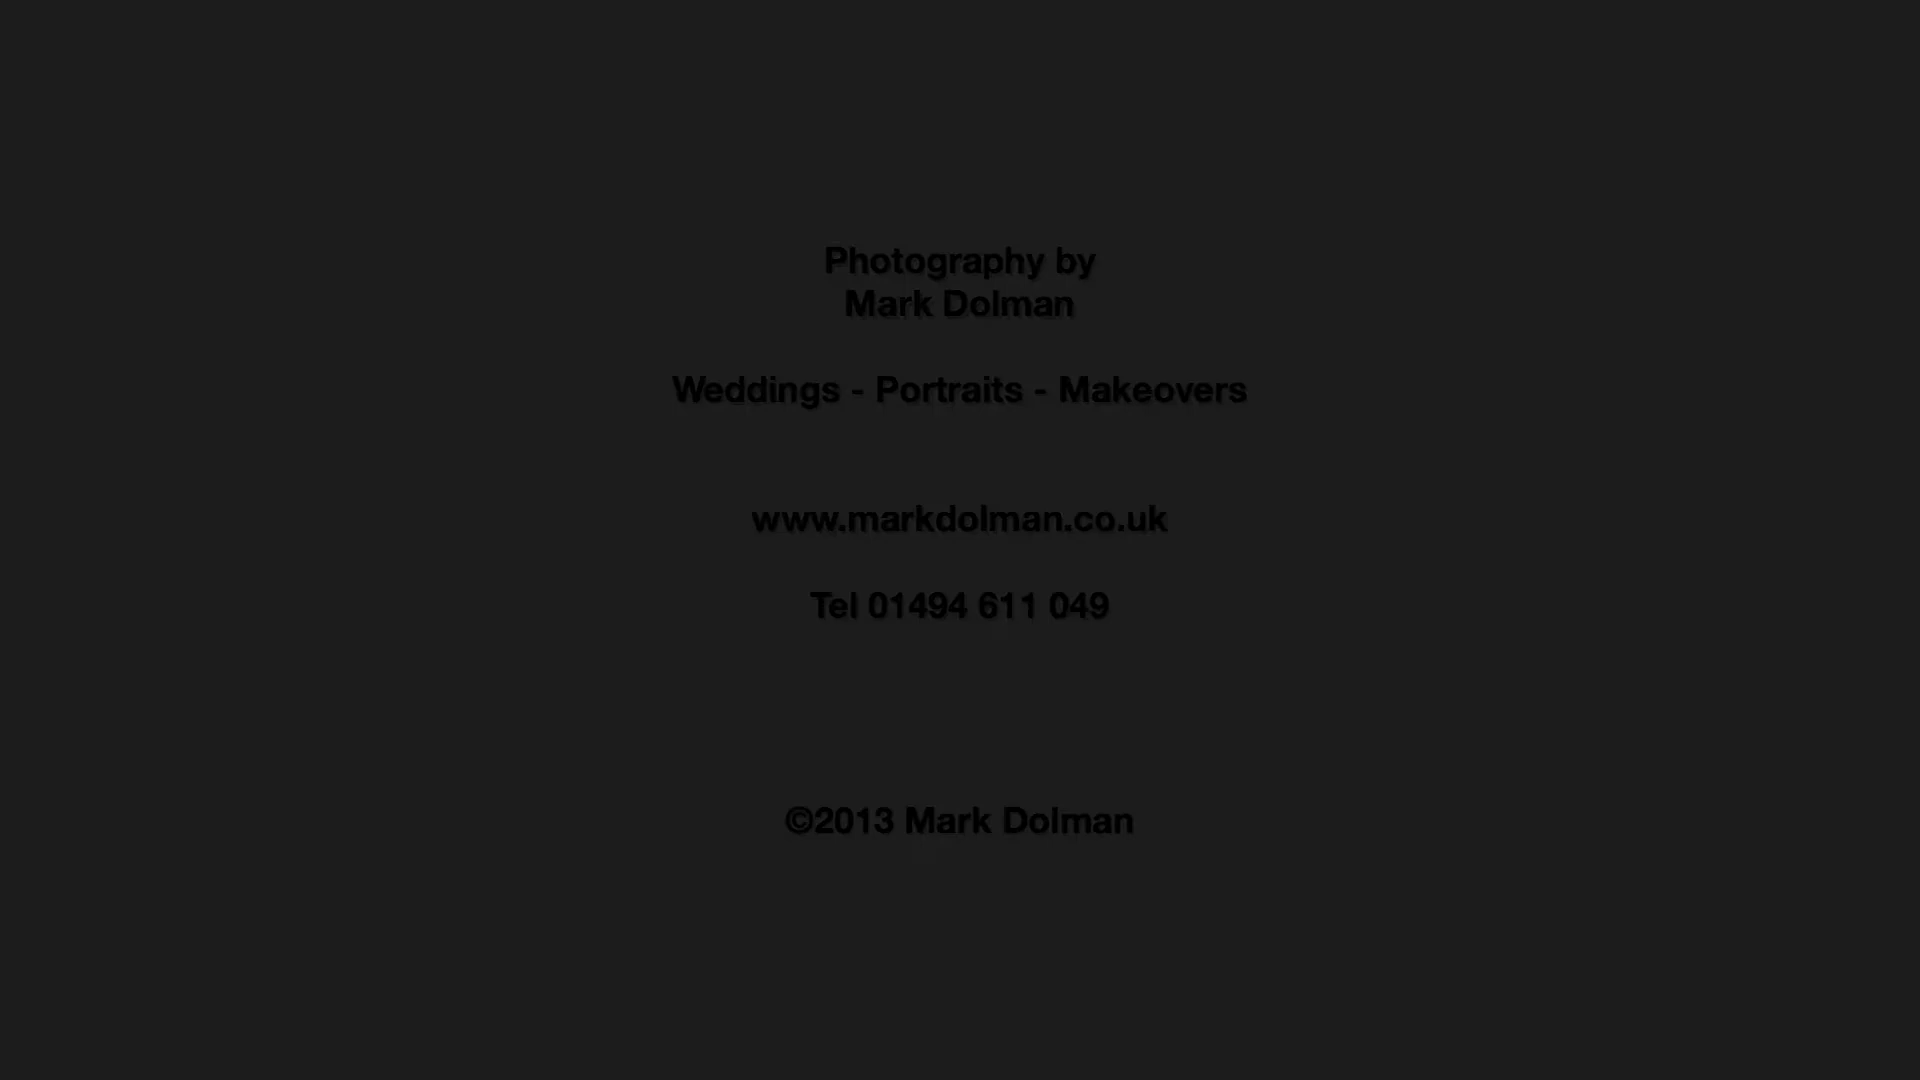 Photography by
Mark Dolman
Weddings - Portraits - Makeovers
www.markdolman.co.uk
Tel 01494 611 049
©2013 Mark Dolman